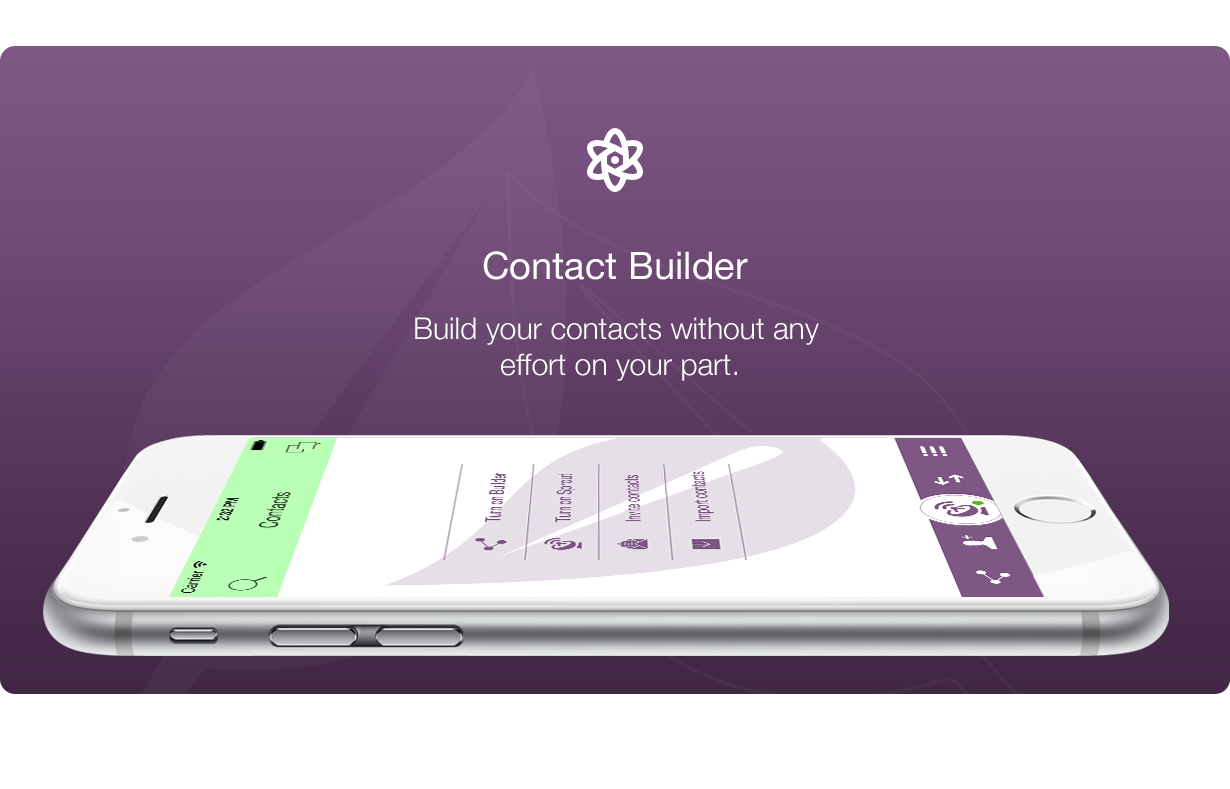 Contact Builder
Build your contacts without any
effort on your part.
Carrier
2:32 PM
Contacts
Turn on Builder
Turn on Sprout
Invite contacts
Import contacts